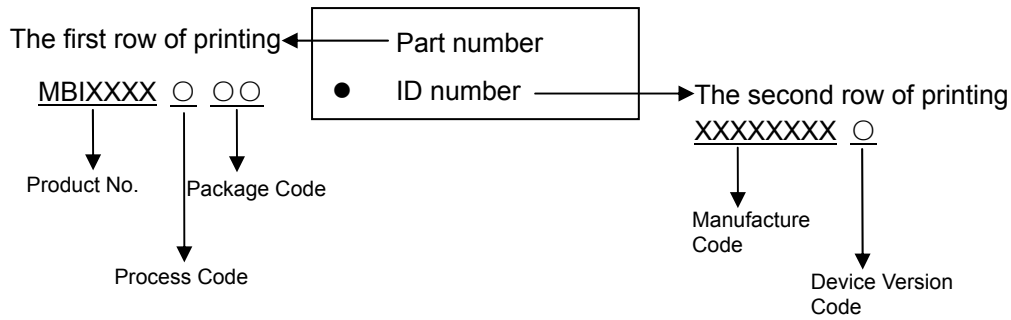 The first row of printing
Part number
MBIXXXX ○ ○○
● ID number
The second row of printing
XXXXXXXX ○
Product No.
Package Code
Process Code
Manufacture
Code
Device Version
Code